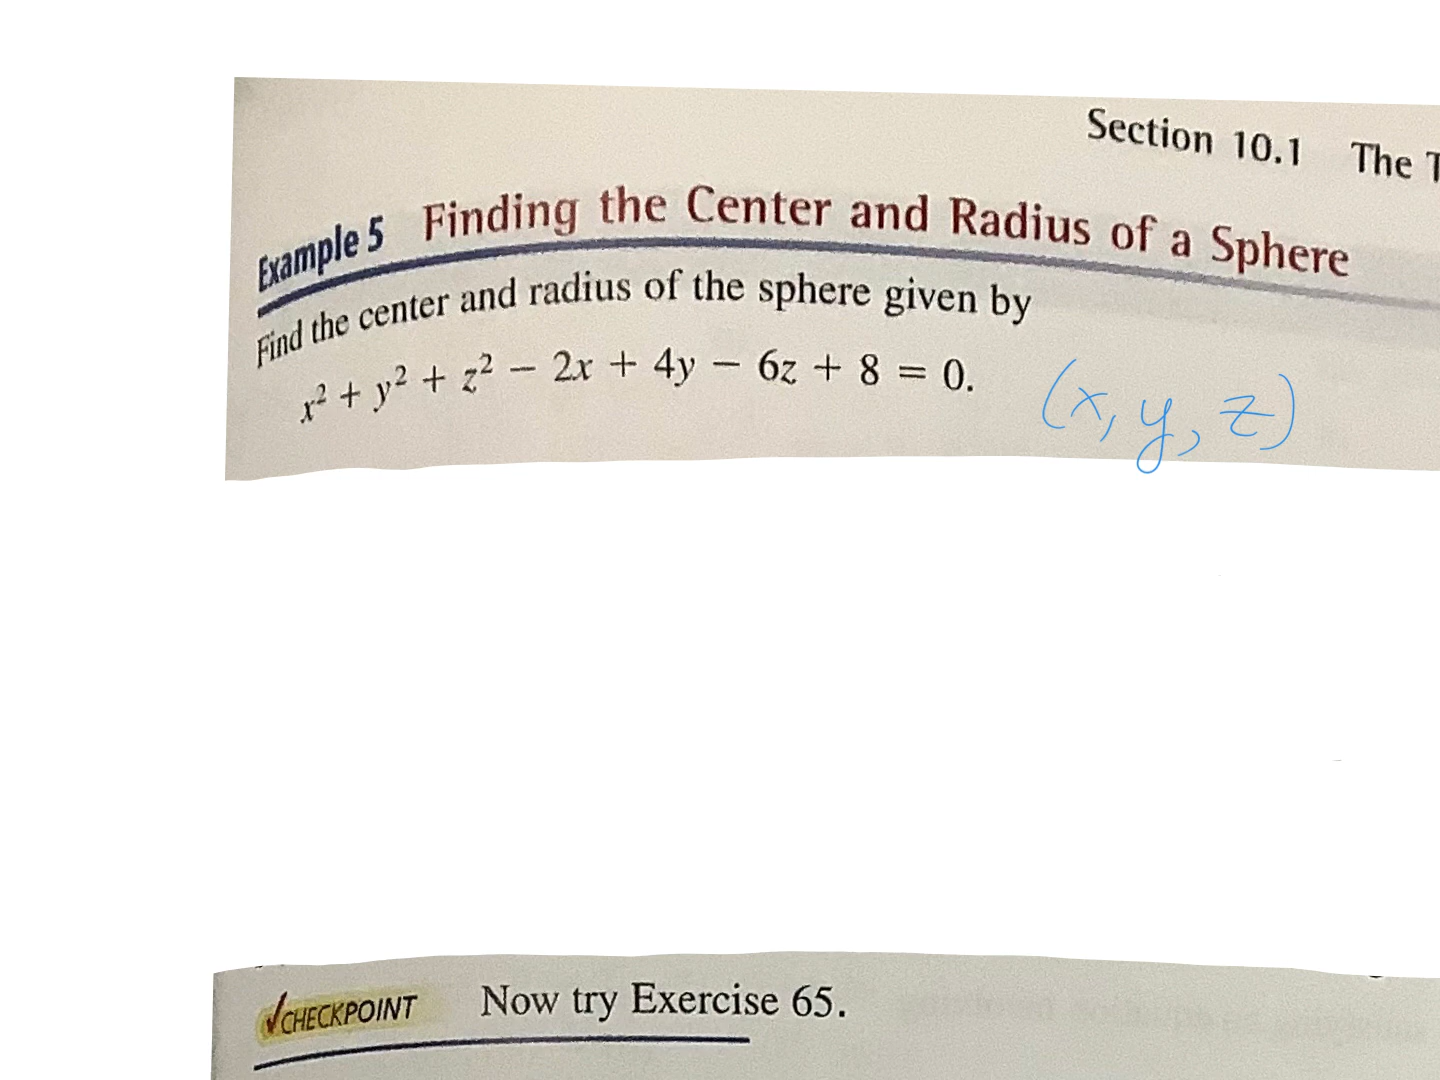 Section 10.1 The T
Example 5 Finding the Center and Radius of a Sphere
Find the center and radius of the sphere given by
x² + y² + z² − 2x + 4y − 6z + 8 = 0.
(x, y, z)
✓CHECKPOINT Now try Exercise 65.